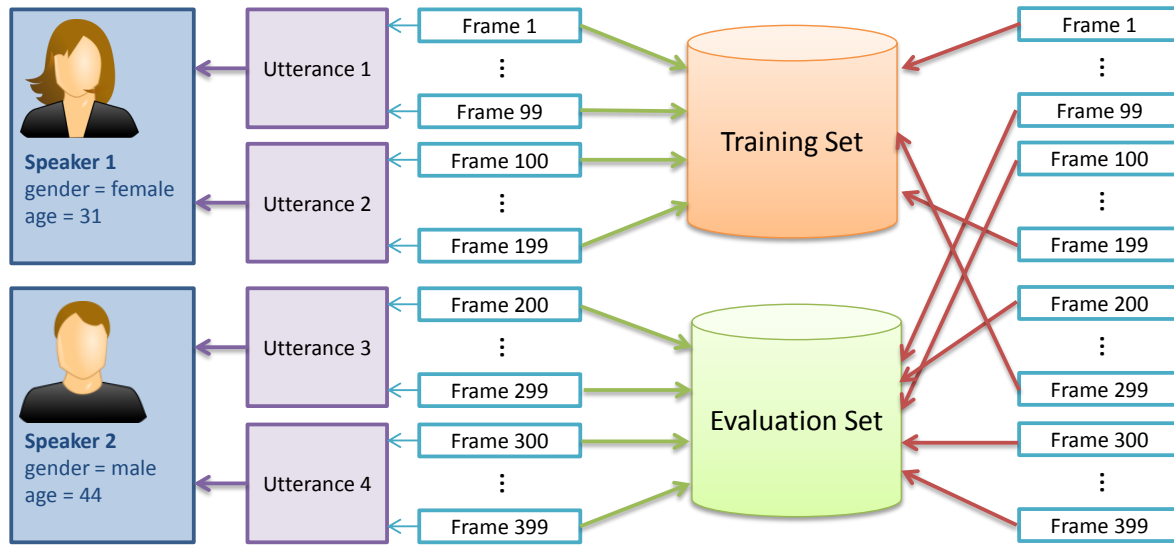 Speaker 1
gender = female
age = 31
Speaker 2
gender = male
age = 44
Utterance 1
Utterance 2
Utterance 3
Utterance 4
Frame 1
⋮
Frame 99
Frame 100
⋮
Frame 199
Frame 200
⋮
Frame 299
Frame 300
⋮
Frame 399
Training Set
Evaluation Set
Frame 1
⋮
Frame 99
Frame 100
⋮
Frame 199
Frame 200
⋮
Frame 299
Frame 300
⋮
Frame 399